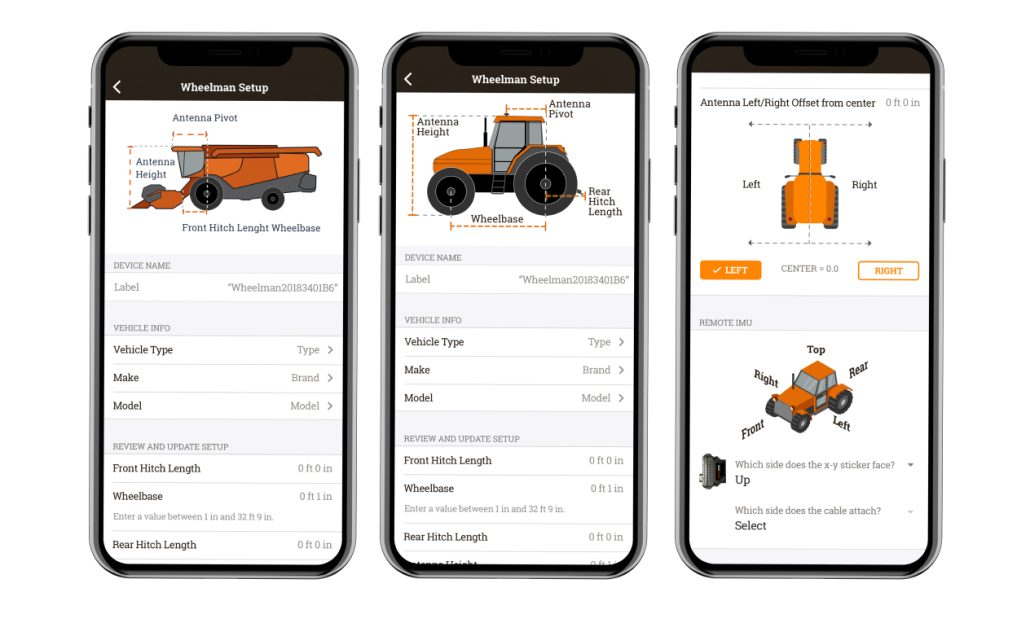 Wheelman Setup
Antenna Pivot
Antenna
Height
Front Hitch Lenght Wheelbase
DEVICE NAME
Label "Wheelman20183401B6"
VEHICLE INFO
Vehicle Type Type
Make Brand
Model Model
REVIEW AND UPDATE SETUP
Front Hitch Length 0 ft 0 in
Wheelbase 0 ft 1 in
Enter a value between 1 in and 32 ft 9 in.
Rear Hitch Length 0 ft 0 in
Wheelman Setup
Antenna
Pivot
Antenna
Height
Rear
Hitch
Length
Wheelbase
DEVICE NAME
Label "Wheelman20183401B6"
VEHICLE INFO
Vehicle Type Type
Make Brand
Model Model
REVIEW AND UPDATE SETUP
Front Hitch Length 0 ft 0 in
Wheelbase 0 ft 1 in
Enter a value between 1 in and 32 ft 9 in.
Rear Hitch Length 0 ft 0 in
Antenna Height 0 ft 0 in
Antenna Left/Right Offset from center 0 ft 0 in
Left Right
LEFT CENTER = 0.0 RIGHT
REMOTE IMU
Top
Right Rear
Front Left
Which side does the x-y sticker face?
Up
Which side does the cable attach?
Select